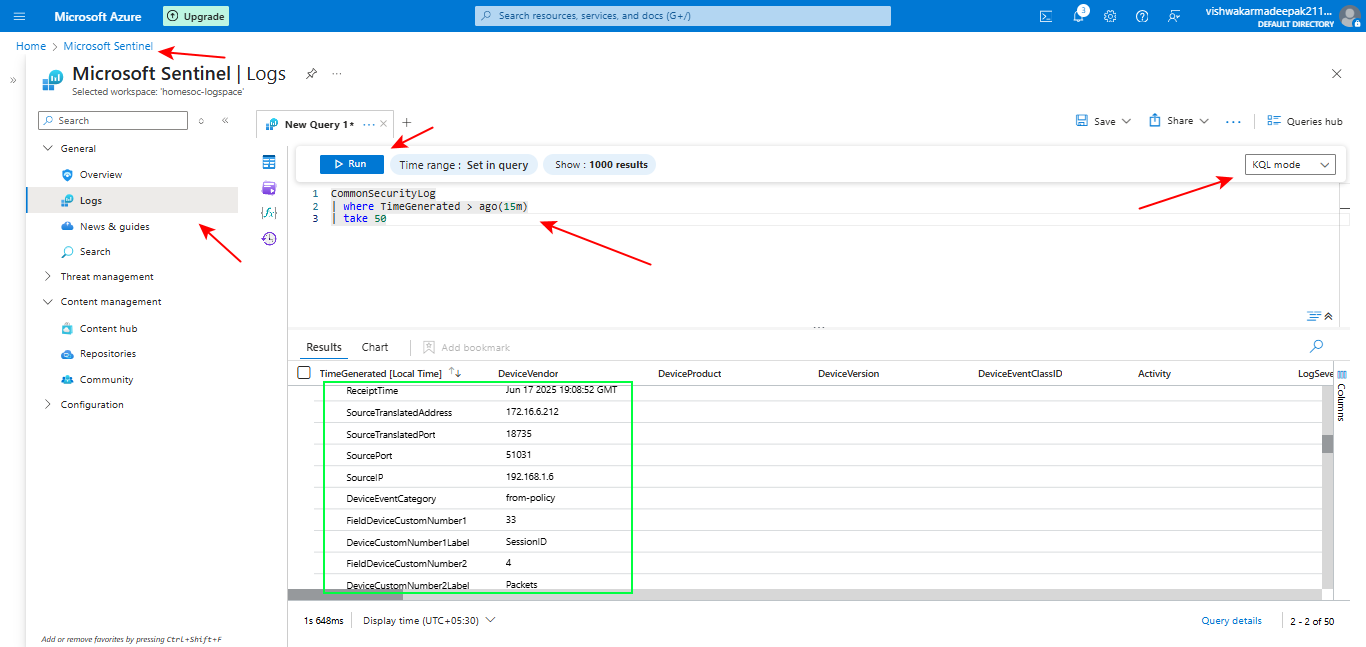 Microsoft Azure
Upgrade
Search resources, services, and docs (G+/)
3
vishwakarmadeepak211...
DEFAULT DIRECTORY
Home > Microsoft Sentinel
Microsoft Sentinel | Logs
Selected workspace: 'homesoc-logspace'
Search
General
Overview
Logs
News & guides
Search
Threat management
Content management
Content hub
Repositories
Community
Configuration
Add or remove favorites by pressing Ctrl+Shift+F
New Query 1*
Save
Share
Queries hub
Run
Time range : Set in query
Show : 1000 results
KQL mode
1 CommonSecurityLog
2 | where TimeGenerated > ago(15m)
3 | take 50
Results
Chart
Add bookmark
TimeGenerated [Local Time] DeviceVendor DeviceProduct DeviceVersion DeviceEventClassID Activity LogSeve
Columns
ReceiptTime Jun 17 2025 19:08:52 GMT
SourceTranslatedAddress 172.16.6.212
SourceTranslatedPort 18735
SourcePort 51031
SourceIP 192.168.1.6
DeviceEventCategory from-policy
FieldDeviceCustomNumber1 33
DeviceCustomNumber1Label SessionID
FieldDeviceCustomNumber2 4
DeviceCustomNumber2Label Packets
1s 648ms
Display time (UTC+05:30)
Query details
2 - 2 of 50